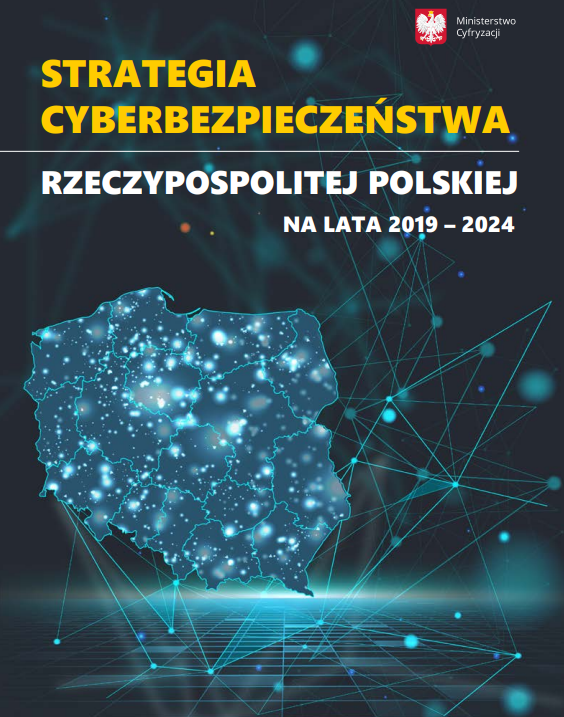 Ministerstwo
Cyfryzacji
STRATEGIA
CYBERBEZPIECZEŃSTWA
RZECZYPOSPOLITEJ POLSKIEJ
NA LATA 2019 – 2024